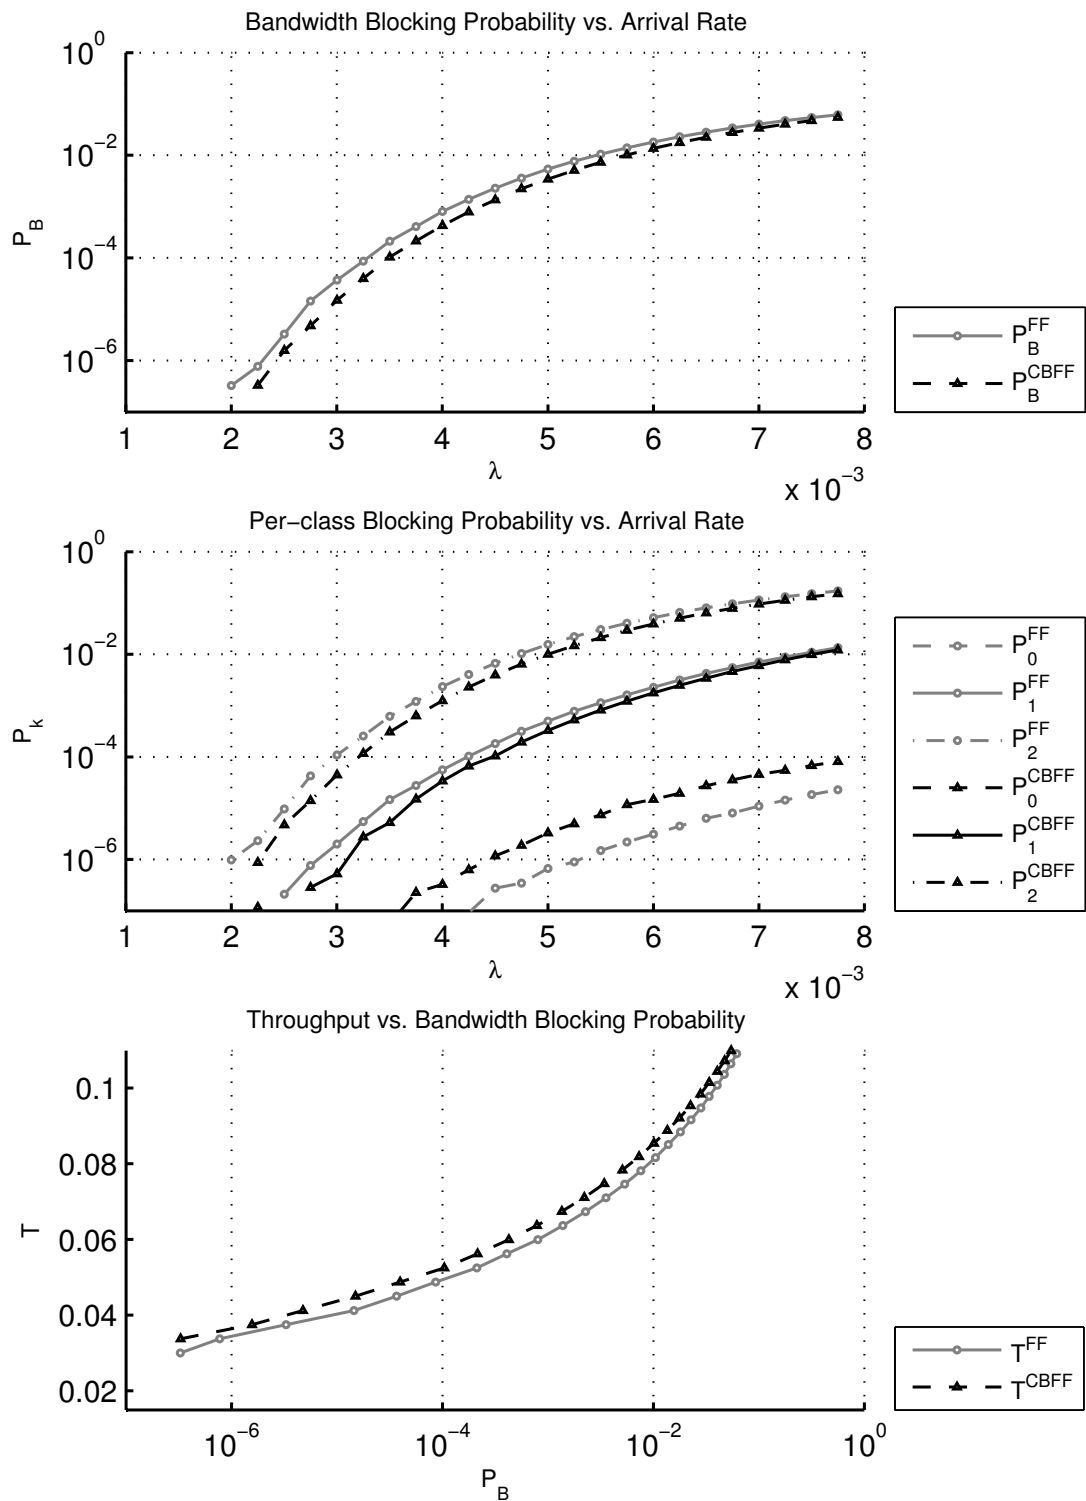 Bandwidth Blocking Probability vs. Arrival Rate
10^0
10^−2
10^−4
10^−6
P_B
1 2 3 4 5 6 7 8
λ
x 10^−3
P_B^FF
P_B^CBFF
Per−class Blocking Probability vs. Arrival Rate
10^0
10^−2
10^−4
10^−6
P_k
1 2 3 4 5 6 7 8
λ
x 10^−3
P_0^FF
P_1^FF
P_2^FF
P_0^CBFF
P_1^CBFF
P_2^CBFF
Throughput vs. Bandwidth Blocking Probability
0.1
0.08
0.06
0.04
0.02
T
10^−6 10^−4 10^−2 10^0
P_B
T^FF
T^CBFF